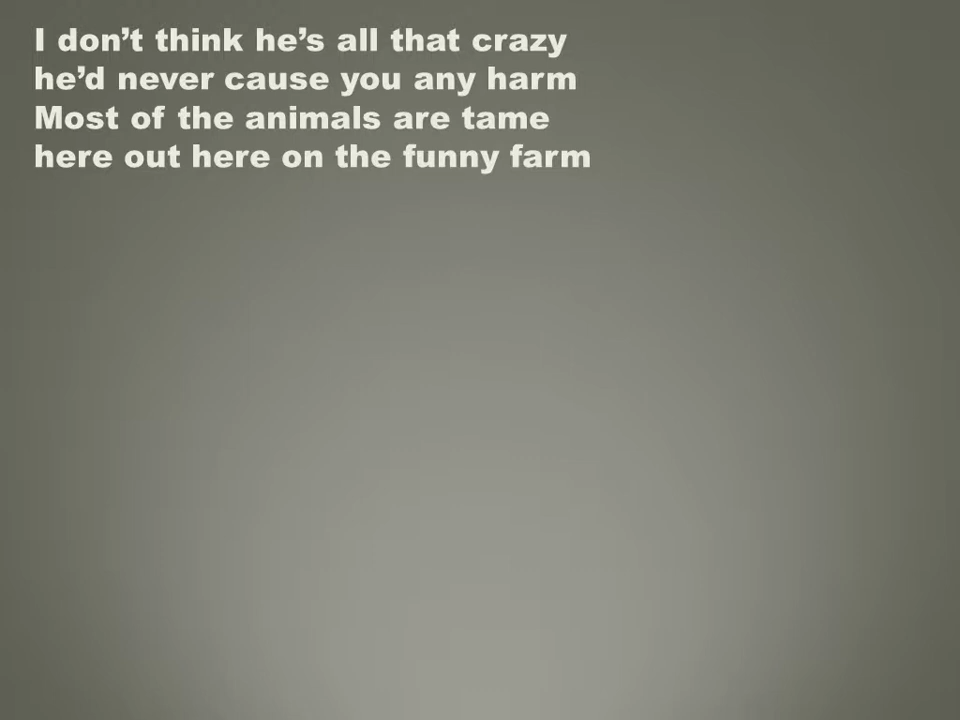 I don’t think he’s all that crazy
he’d never cause you any harm
Most of the animals are tame
here out here on the funny farm